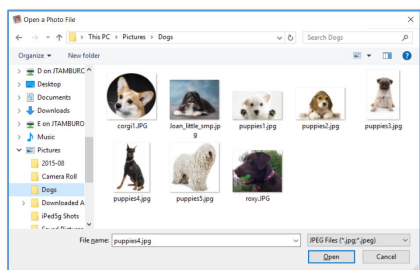 Open a Photo File
This PC > Pictures > Dogs
Search Dogs
Organize
New folder
D on JTAMBURC
Desktop
Documents
Downloads
E on JTAMBURO
Music
Pictures
2015-08
Camera Roll
Dogs
Downloaded A
iPed5g Shots
Saved Pictures
corgi1.JPG
Joan_little_smp.jp
g
puppies1.jpg
puppies2.jpg
puppies3.jpg
puppies4.jpg
puppies5.jpg
roxy.JPG
File name: puppies4.jpg
JPEG Files (*.jpg;*.jpeg)
Open
Cancel